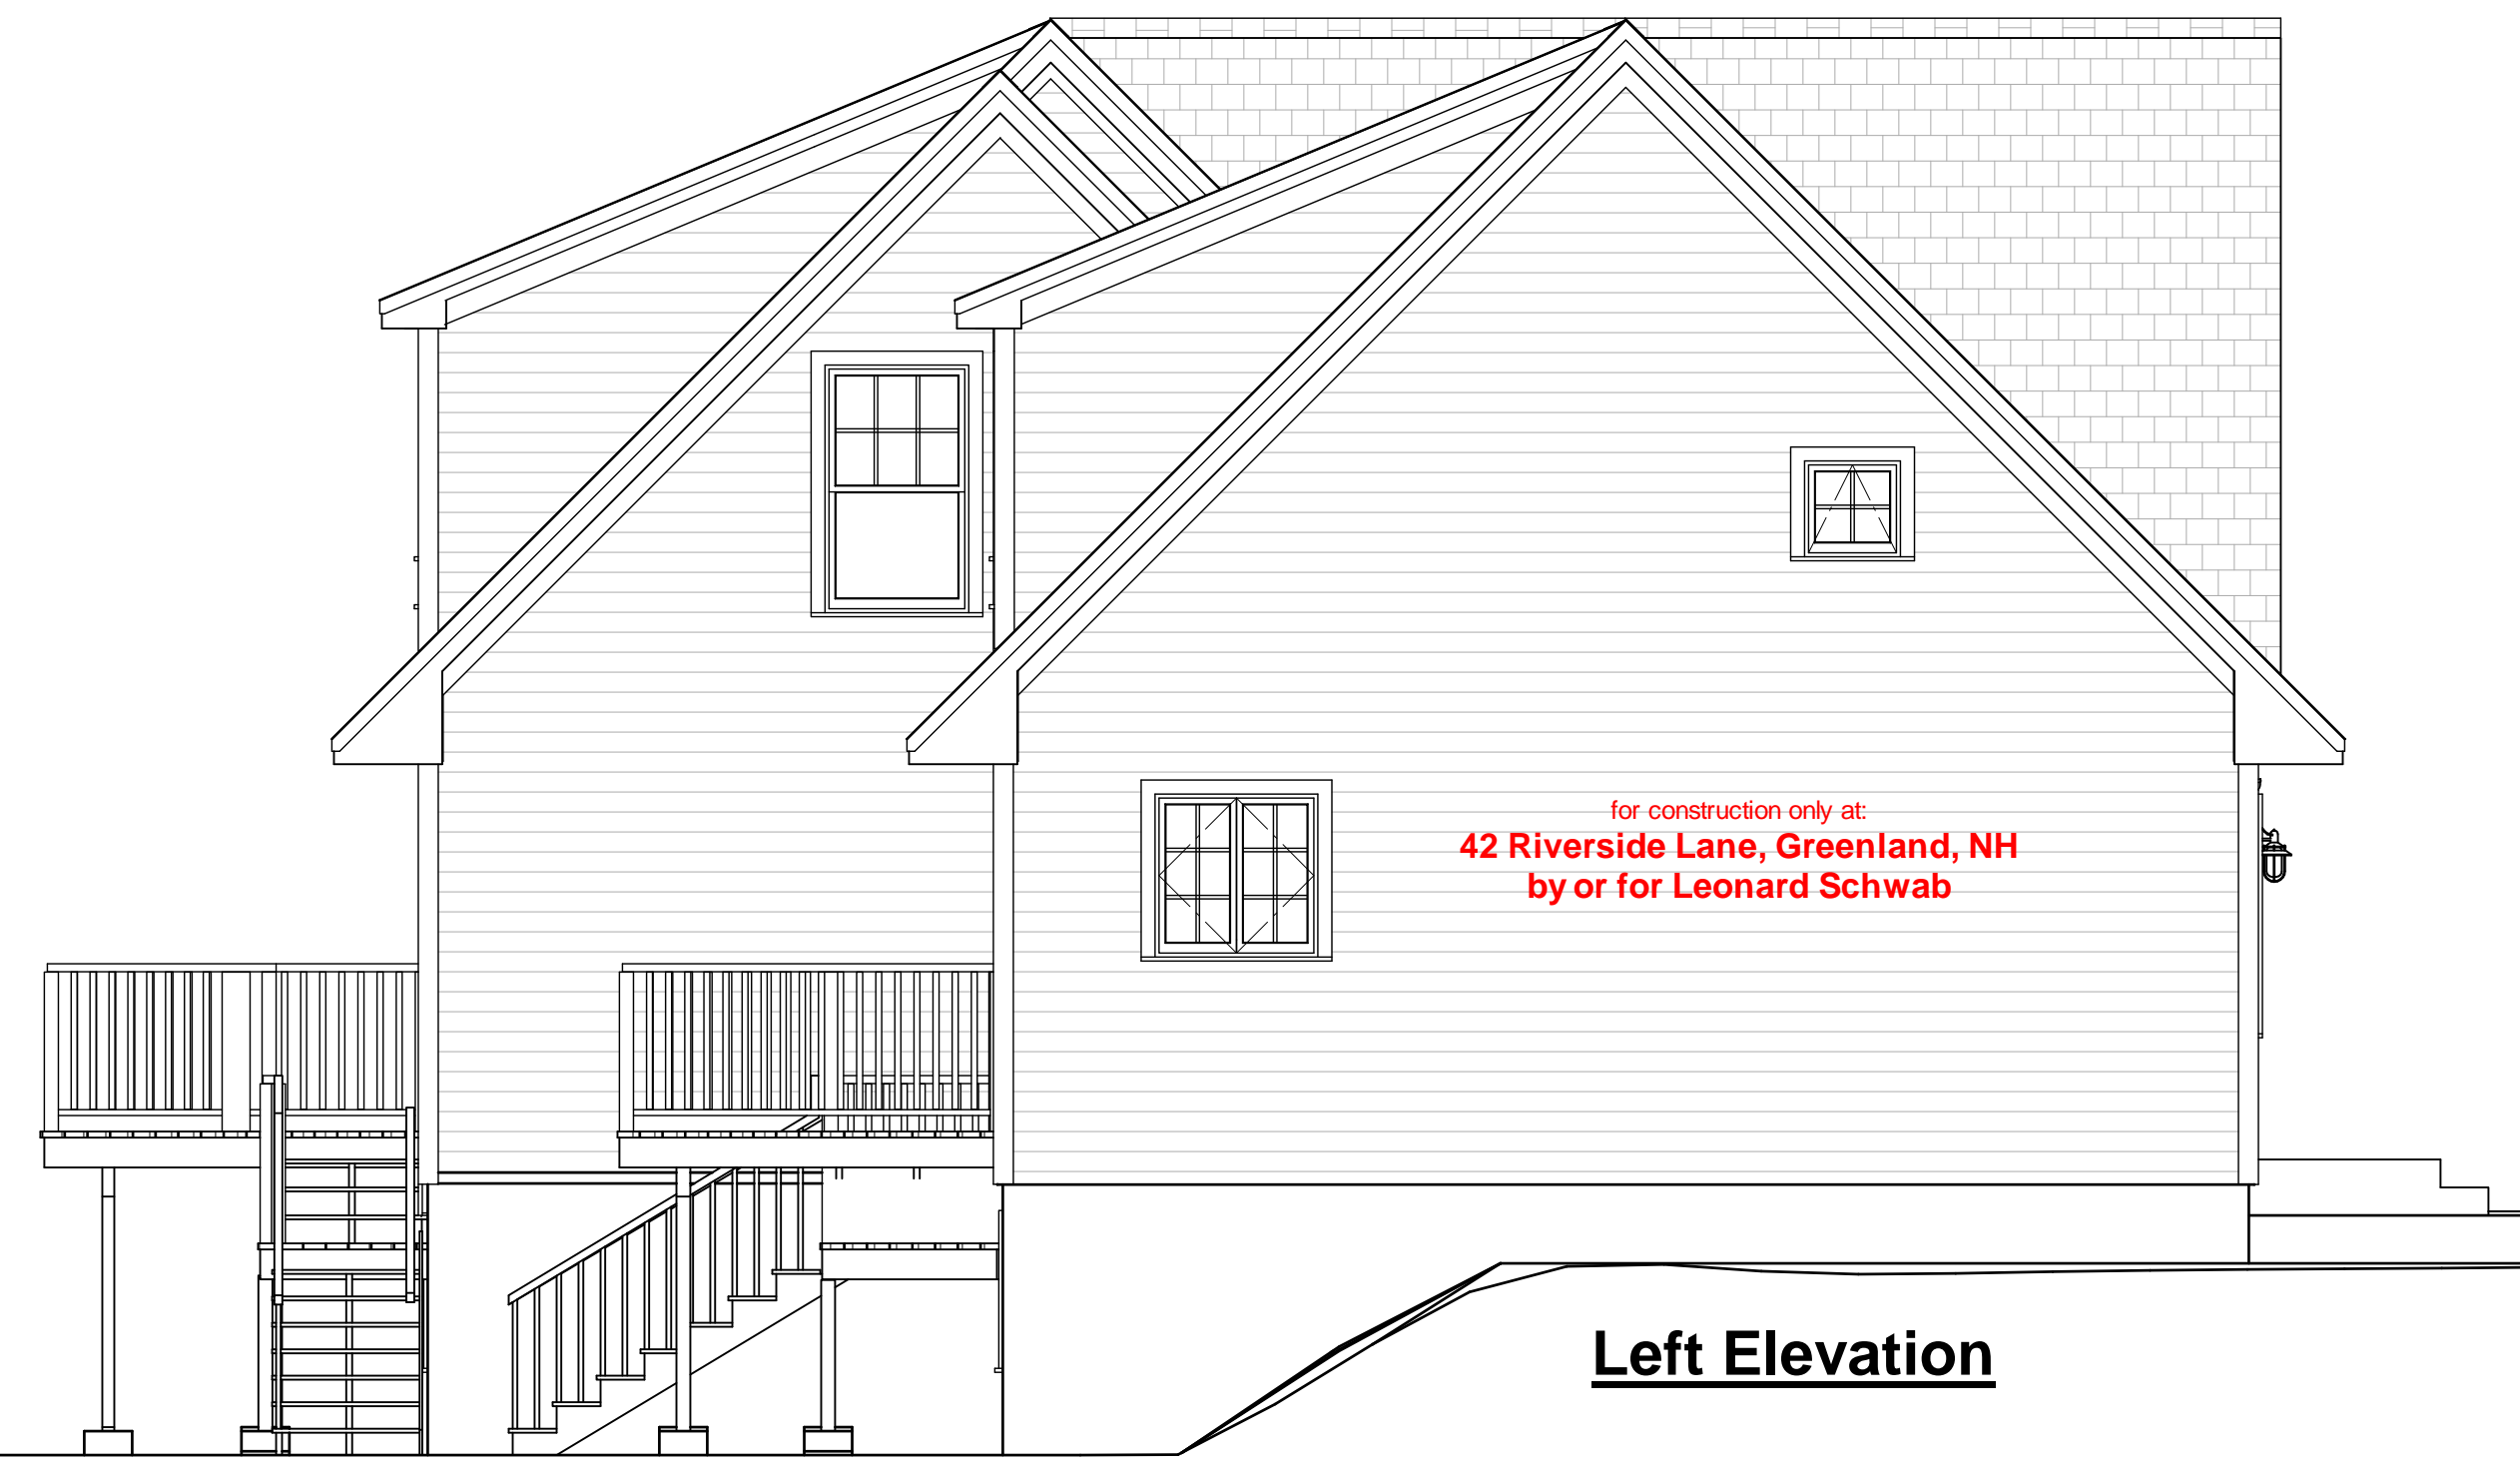 for construction only at:
42 Riverside Lane, Greenland, NH
by or for Leonard Schwab
Left Elevation